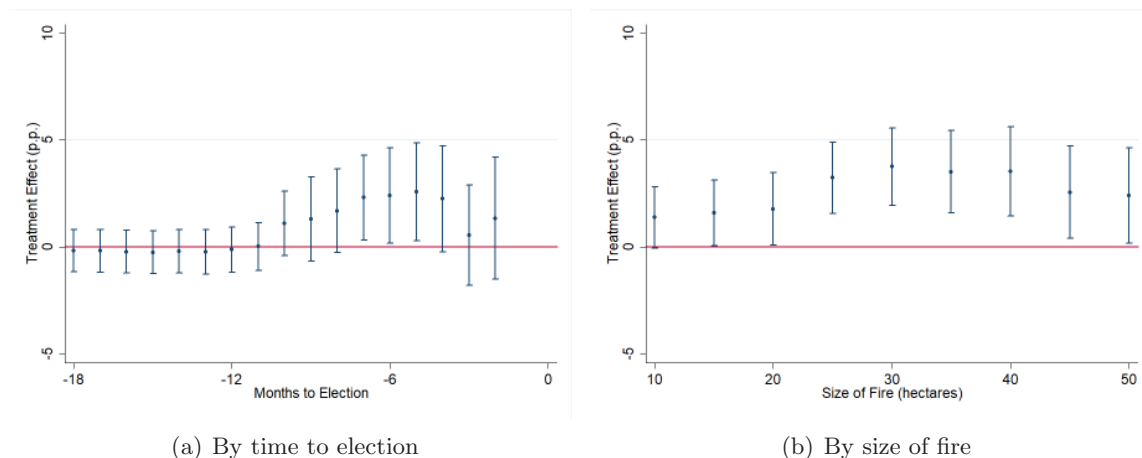 Treatment Effect (p.p.)
10
5
0
-5
-18 -12 -6 0
Months to Election
(a) By time to election
Treatment Effect (p.p.)
10
5
0
-5
10 20 30 40 50
Size of Fire (hectares)
(b) By size of fire